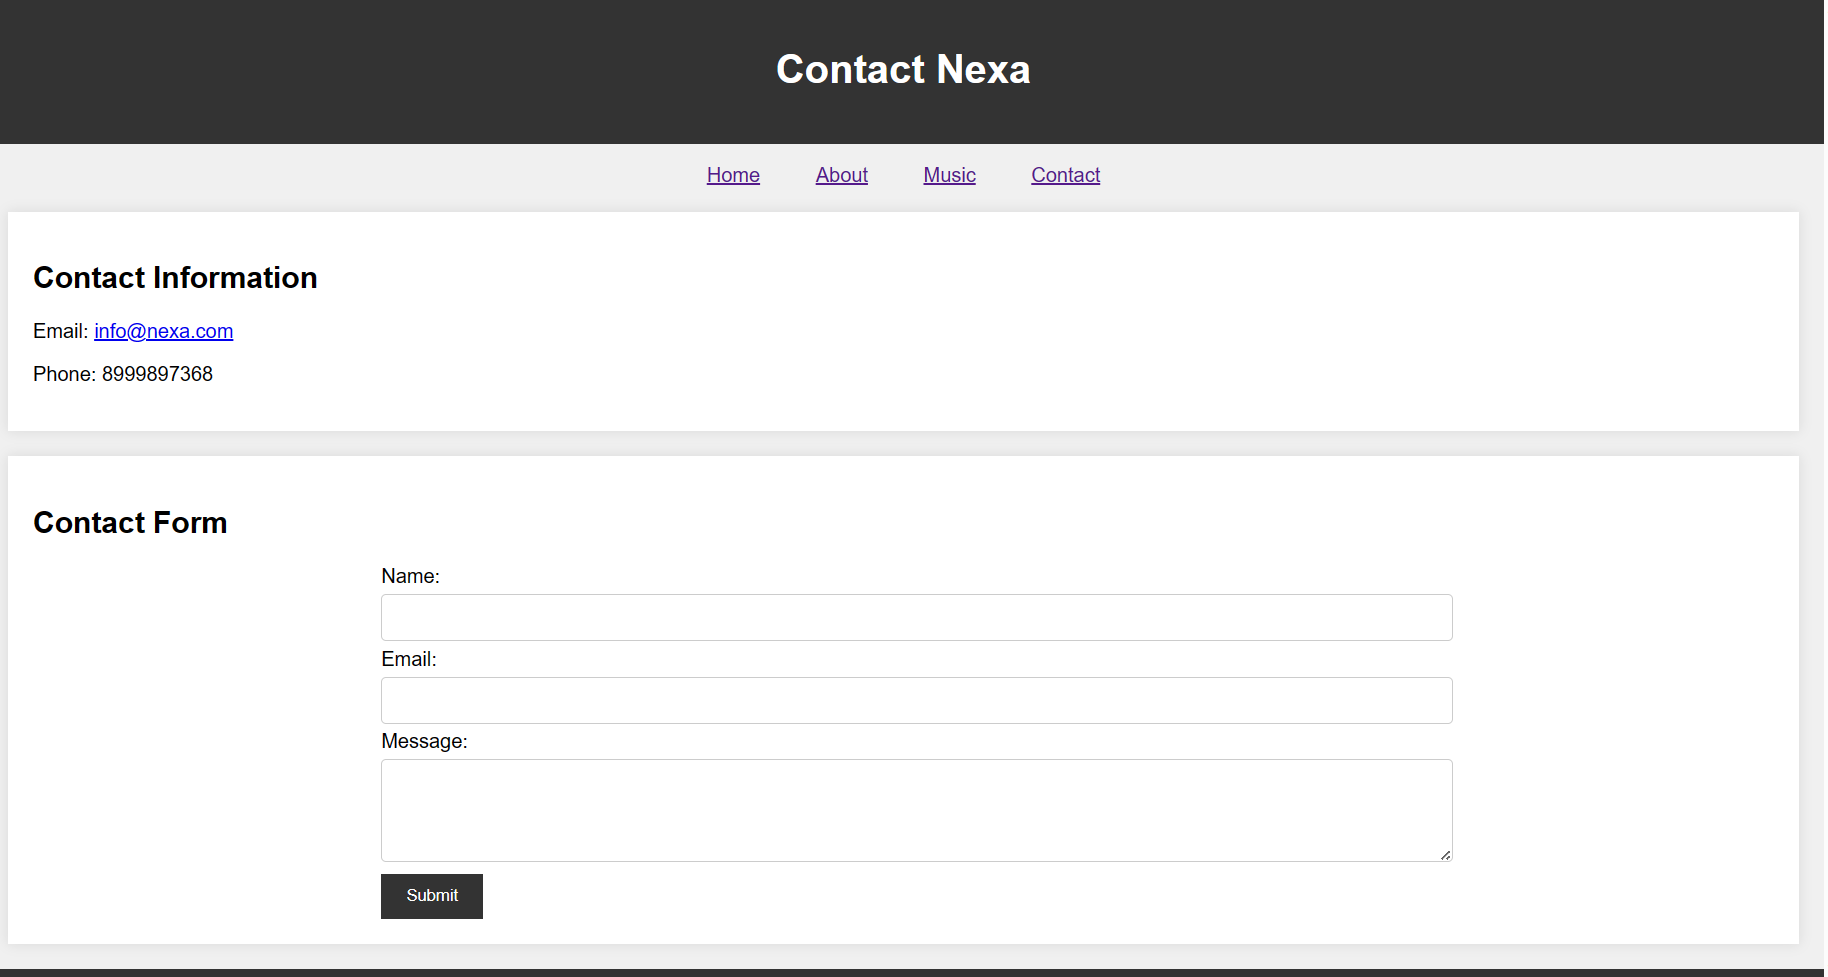 Contact Nexa
Home About Music Contact
Contact Information
Email: info@nexa.com
Phone: 8999897368
Contact Form
Name:
Email:
Message:
Submit